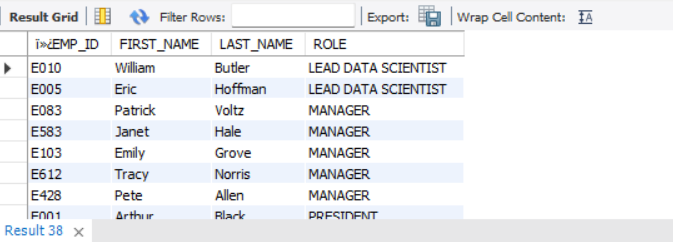 Result Grid Filter Rows: Export: Wrap Cell Content:
ï»¿EMP_ID FIRST_NAME LAST_NAME ROLE
E010 William Butler LEAD DATA SCIENTIST
E005 Eric Hoffman LEAD DATA SCIENTIST
E083 Patrick Voltz MANAGER
E583 Janet Hale MANAGER
E103 Emily Grove MANAGER
E612 Tracy Norris MANAGER
E428 Pete Allen MANAGER
E001 Arthur Black PRESIDENT
Result 38